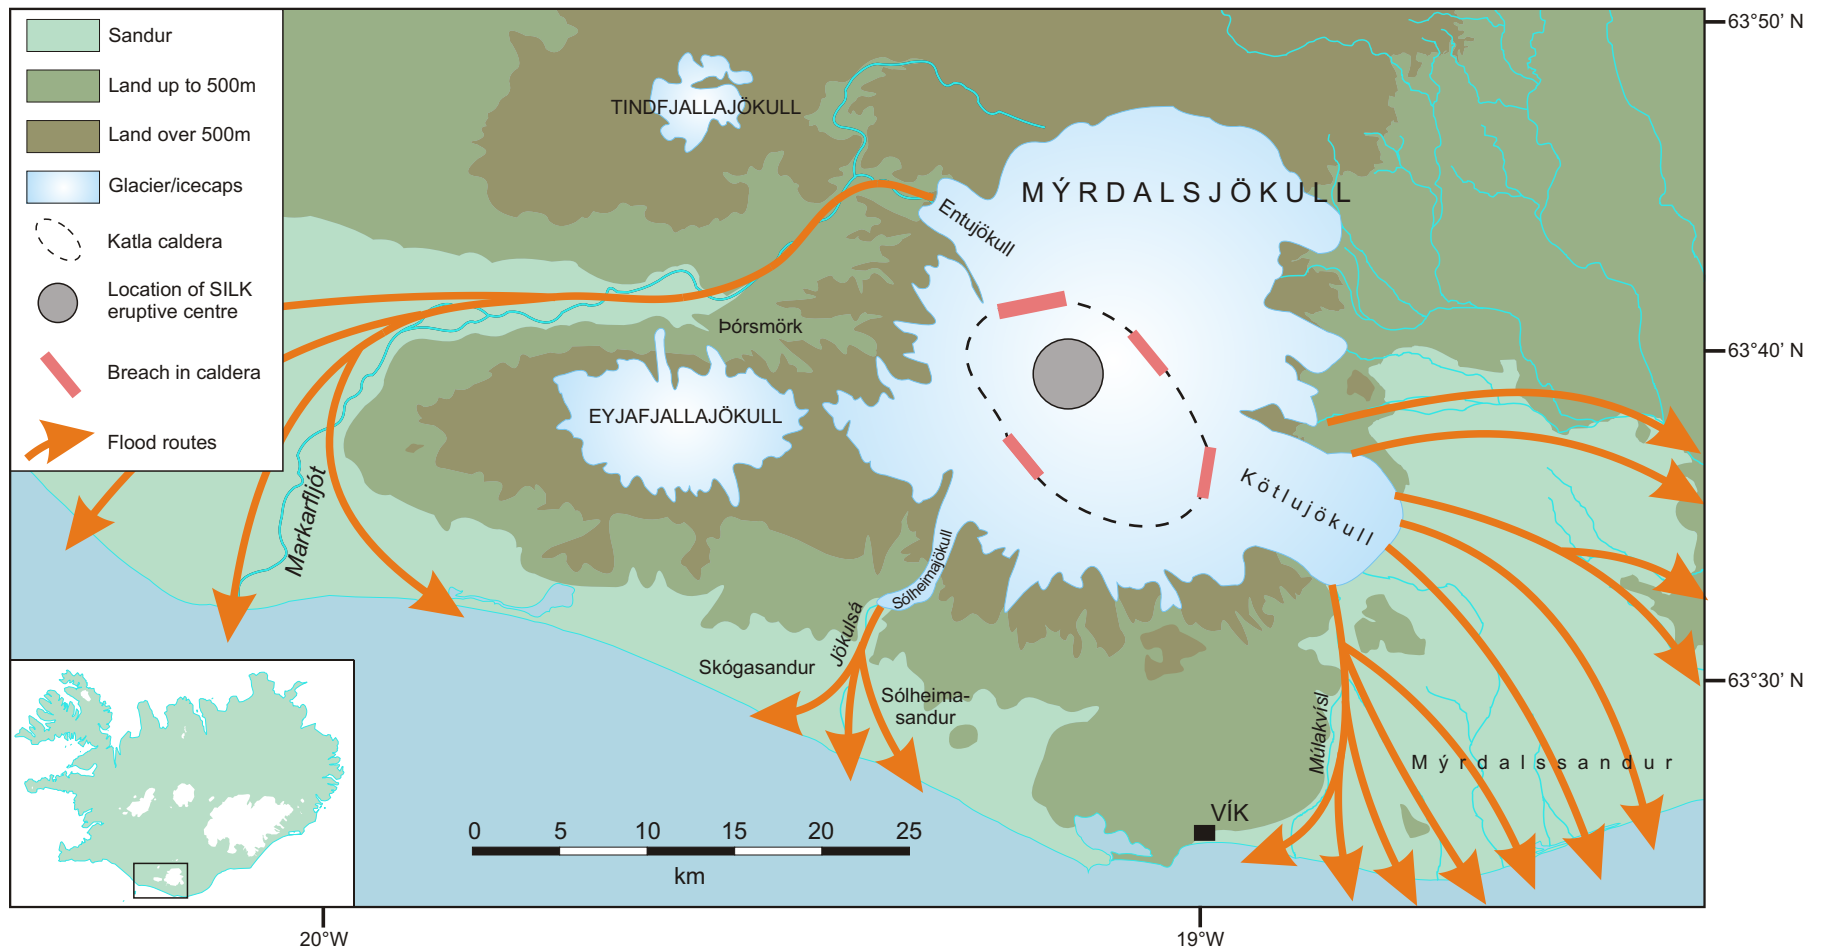 Sandur
Land up to 500m
Land over 500m
Glacier/icecaps
Katla caldera
Location of SILK
eruptive centre
Breach in caldera
Flood routes
TINDFJALLAJÖKULL
MÝRDALSJÖKULL
Entujökull
Þórsmörk
EYJAFJALLAJÖKULL
Kötlujökull
Markarfljót
Sólheimajökull
Jökulsá
Skógasandur
Sólheima-
sandur
Múlakvísl
Mýrdalssandur
VÍK
0 5 10 15 20 25
km
63°50' N
63°40' N
63°30' N
20°W
19°W